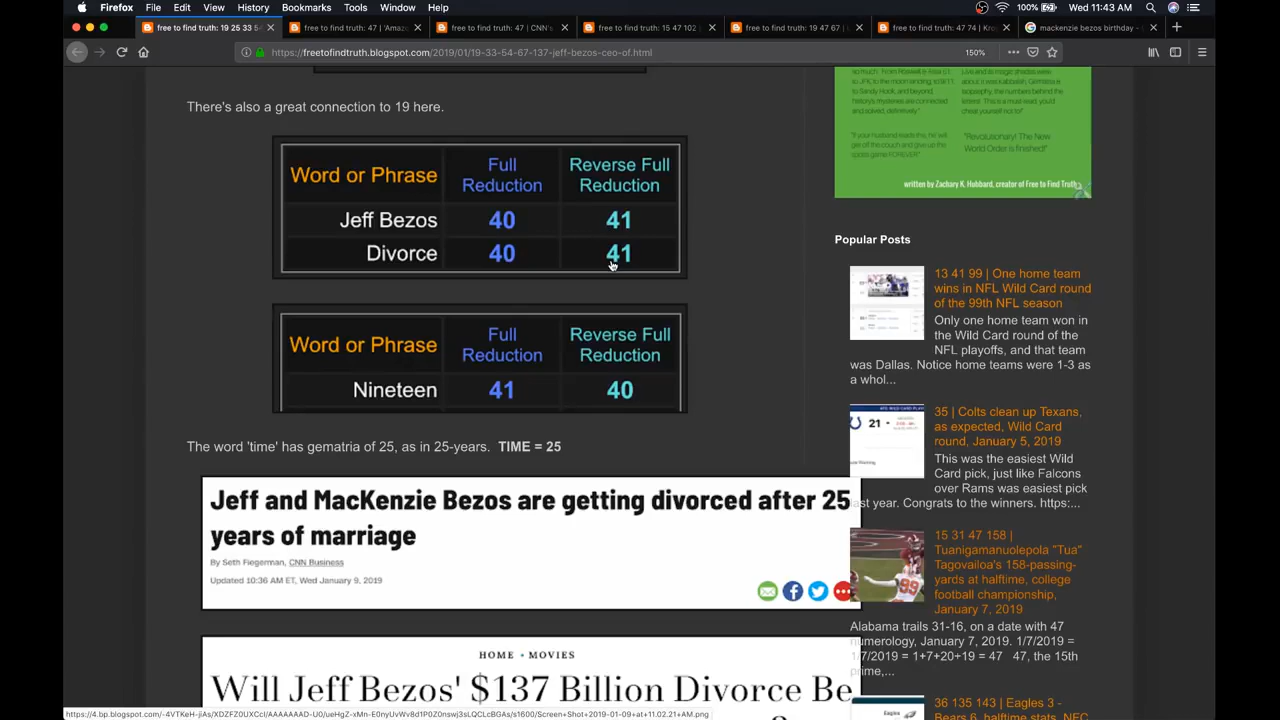 Firefox File Edit View History Bookmarks Tools Window Help
100% Wed 11:43 AM
free to find truth: 19 25 33 54
free to find truth: 47 | 'Amazo
free to find truth: 47 | CNN's
free to find truth: 15 47 102
free to find truth: 19 47 67 |
free to find truth: 47 74 | Kro
mackenzie bezos birthday -
https://freetofindtruth.blogspot.com/2019/01/19-33-54-67-137-jeff-bezos-ceo-of.html
150%
There's also a great connection to 19 here.
Word or Phrase Full Reduction Reverse Full Reduction
Jeff Bezos 40 41
Divorce 40 41
Word or Phrase Full Reduction Reverse Full Reduction
Nineteen 41 40
The word 'time' has gematria of 25, as in 25-years. TIME = 25
Jeff and MacKenzie Bezos are getting divorced after 25
years of marriage
By Seth Fiegerman, CNN Business
Updated 10:36 AM ET, Wed January 9, 2019
HOME • MOVIES
Will Jeff Bezos' $137 Billion Divorce Be
"Revolutionary! The New
World Order is finished!"
written by Zachary K. Hubbard, creator of Free to Find Truth
Popular Posts
13 41 99 | One home team
wins in NFL Wild Card round
of the 99th NFL season
Only one home team won in
the Wild Card round of the
NFL playoffs, and that team
was Dallas. Notice home teams were 1-3 as
a whol...
35 | Colts clean up Texans,
as expected, Wild Card
round, January 5, 2019
This was the easiest Wild
Card pick, just like Falcons
over Rams was easiest pick
last year. Congrats to the winners. https:...
15 31 47 158 |
Tuanigamanuolepola "Tua"
Tagovailoa's 158-passing-
yards at halftime, college
football championship,
January 7, 2019
Alabama trails 31-16, on a date with 47
numerology, January 7, 2019. 1/7/2019 =
1+7+20+19 = 47 47, the 15th
prime,...
36 135 143 | Eagles 3 -
Bears 6, halftime stats, NFC